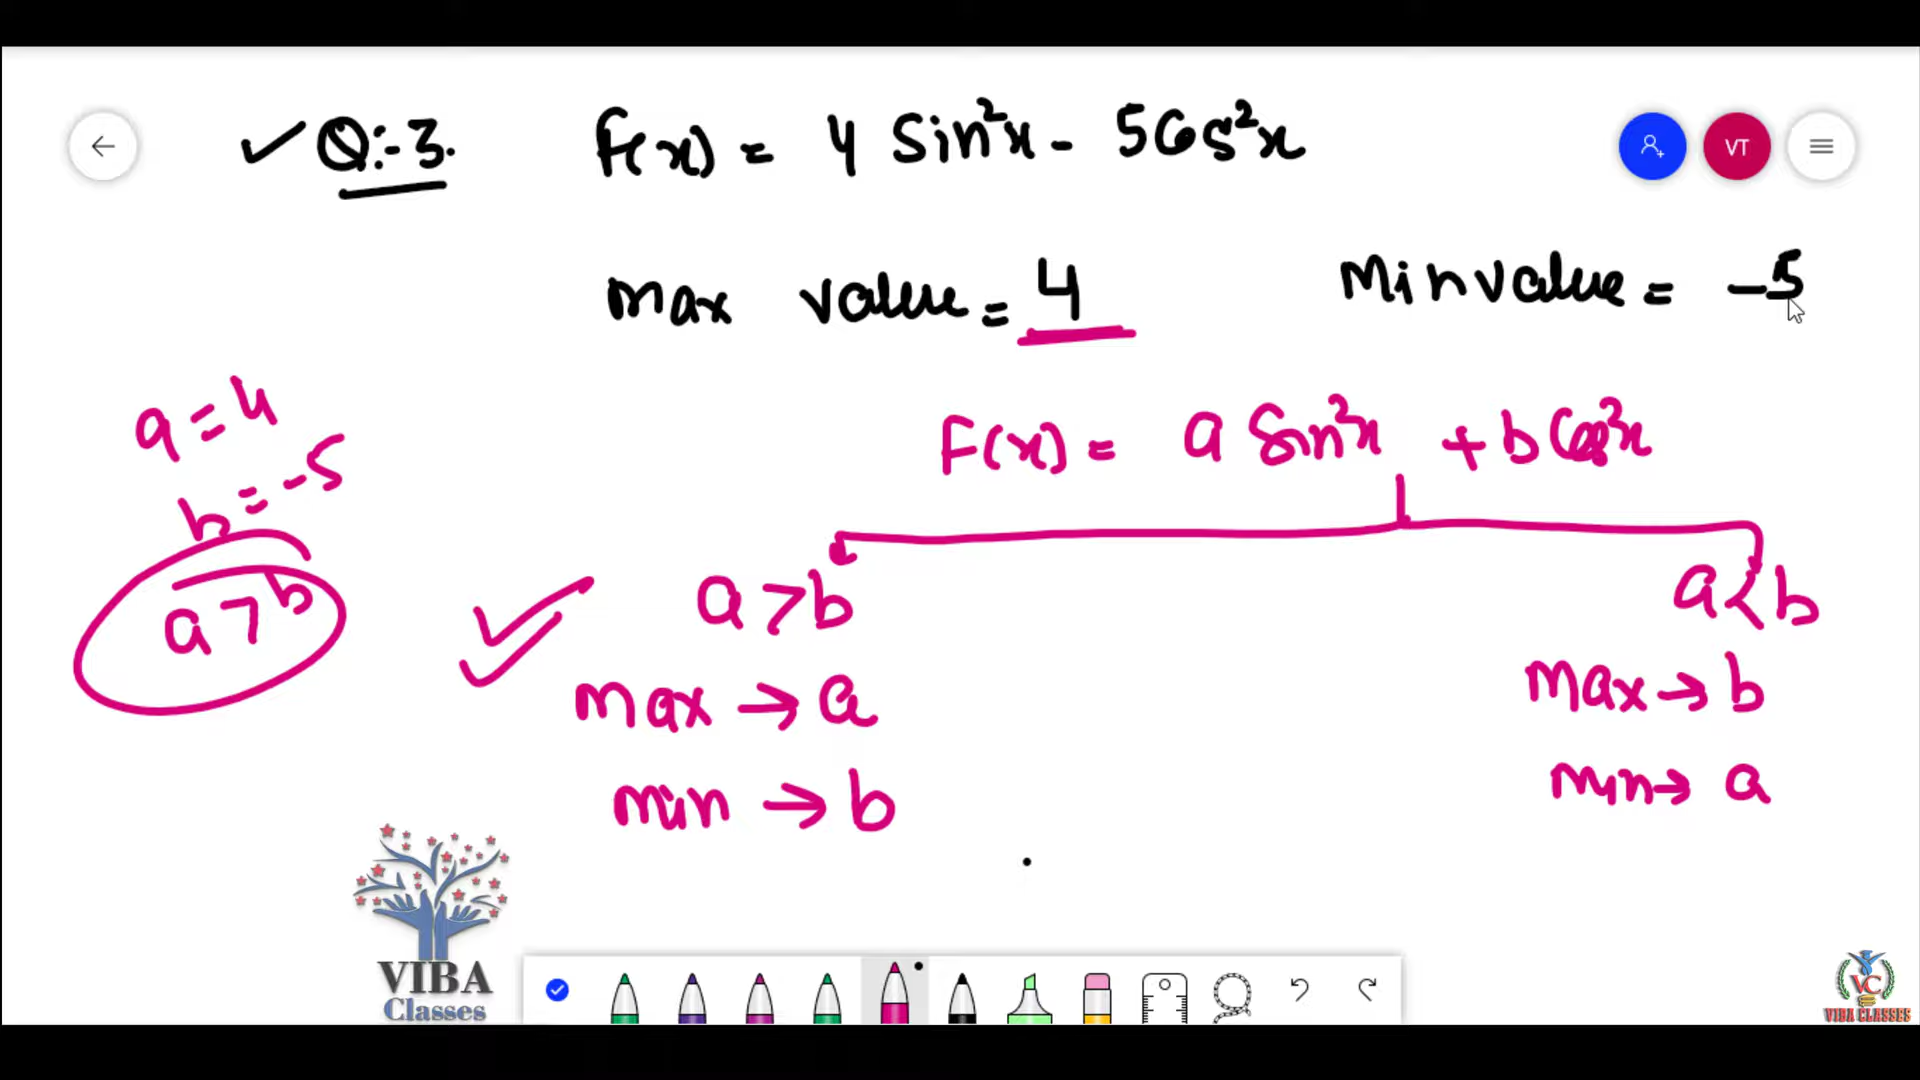 Q:-3. F(x) = 4 Sin²x - 5Cos²x
VT
max value = 4
Min value = -5
a = 4
b = -5
a > b
F(x) = a Sin²x + b Cos²x
a > b
max → a
min → b
a < b
Max → b
min → a
VIBA
Classes
VC
VIBA CLASSES